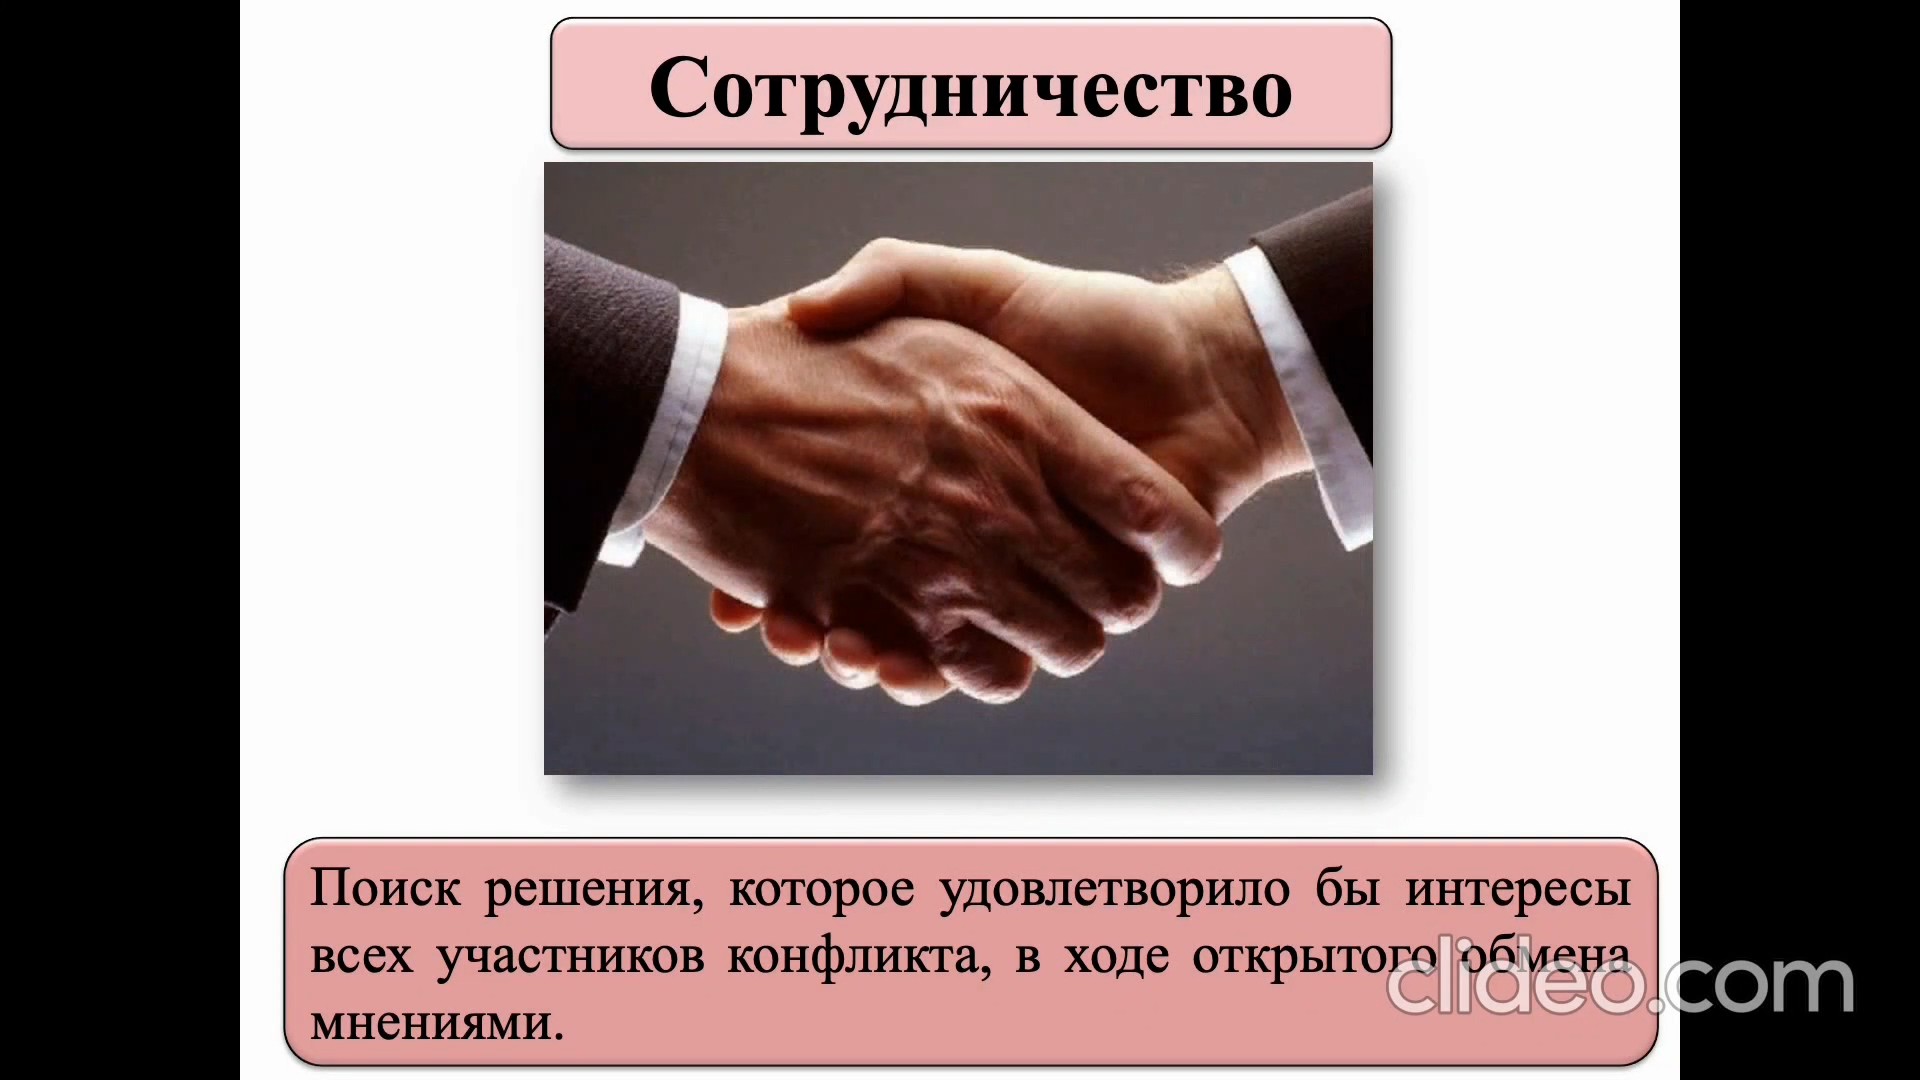 Сотрудничество
Поиск решения, которое удовлетворило бы интересы
всех участников конфликта, в ходе открытого обмена
мнениями.
clideo.com